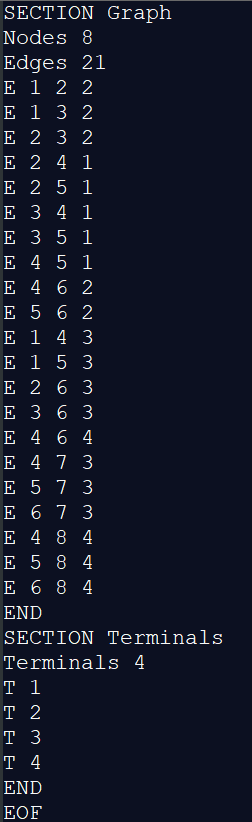 SECTION Graph
Nodes 8
Edges 21
E 1 2 2
E 1 3 2
E 2 3 2
E 2 4 1
E 2 5 1
E 3 4 1
E 3 5 1
E 4 5 1
E 4 6 2
E 5 6 2
E 1 4 3
E 1 5 3
E 2 6 3
E 3 6 3
E 4 6 4
E 4 7 3
E 5 7 3
E 6 7 3
E 4 8 4
E 5 8 4
E 6 8 4
END
SECTION Terminals
Terminals 4
T 1
T 2
T 3
T 4
END
EOF